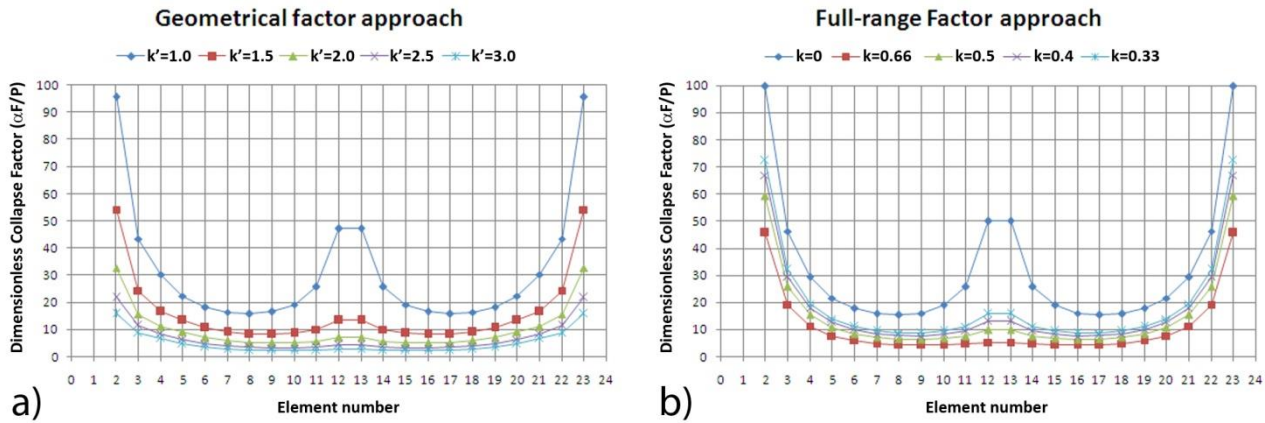 Geometrical factor approach
k’=1.0 k’=1.5 k’=2.0 k’=2.5 k’=3.0
Dimensionless Collapse Factor (αF/P)
100
90
80
70
60
50
40
30
20
10
0
0 1 2 3 4 5 6 7 8 9 10 11 12 13 14 15 16 17 18 19 20 21 22 23 24
Element number
a)
Full-range Factor approach
k=0 k=0.66 k=0.5 k=0.4 k=0.33
Dimensionless Collapse Factor (αF/P)
100
90
80
70
60
50
40
30
20
10
0
0 1 2 3 4 5 6 7 8 9 10 11 12 13 14 15 16 17 18 19 20 21 22 23 24
Element number
b)